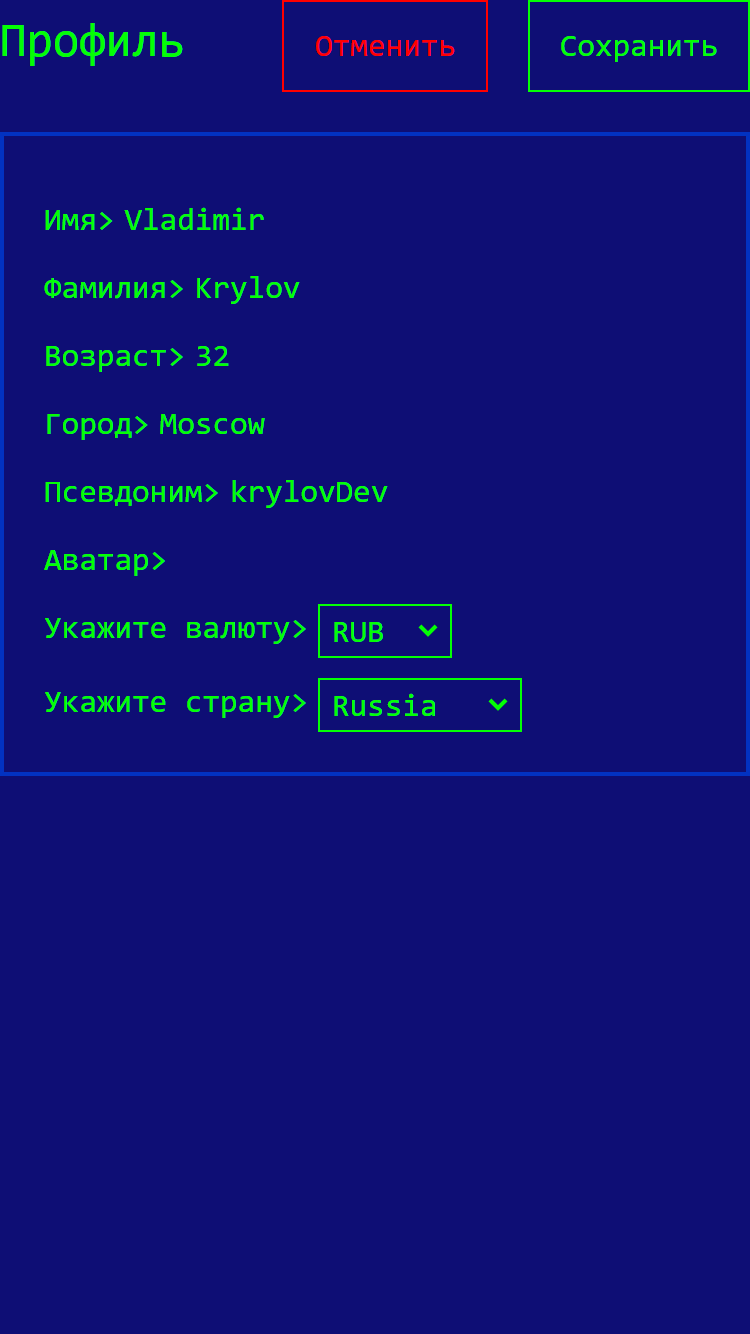 Профиль Отменить Сохранить
Имя> Vladimir
Фамилия> Krylov
Возраст> 32
Город> Moscow
Псевдоним> krylovDev
Аватар>
Укажите валюту> RUB
Укажите страну> Russia